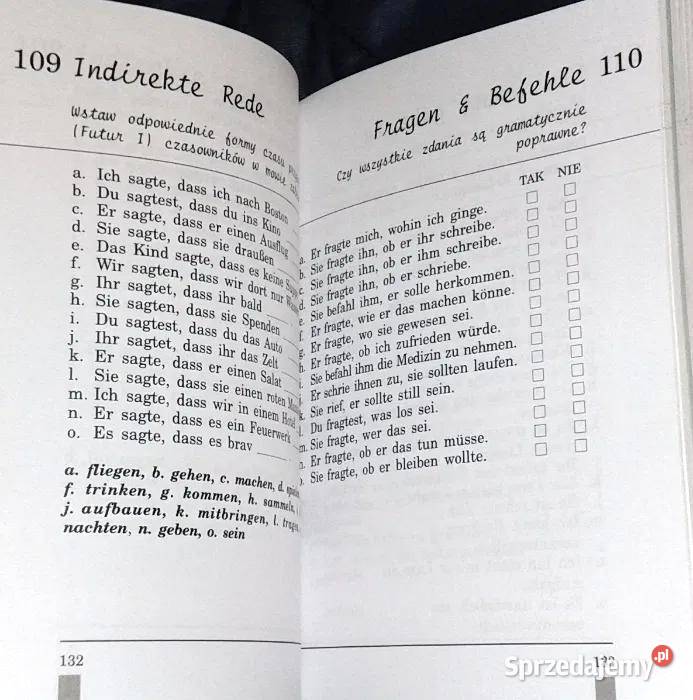 109 Indirekte Rede
Wstaw odpowiednie formy czasu
(Futur I) czasowników w mowie
a. Ich sagte, dass ich nach Boston
b. Du sagtest, dass du ins Kino
c. Er sagte, dass er einen Ausflug
d. Sie sagte, dass sie draußen
e. Das Kind sagte, dass es keine
f. Wir sagten, dass wir dort nur
g. Ihr sagtet, dass ihr bald
h. Sie sagten, dass sie Spenden
i. Du sagtest, dass du das Auto
j. Ihr sagtet, dass ihr das Zelt
k. Er sagte, dass er einen Salat
l. Sie sagte, dass sie einen roten
m. Ich sagte, dass wir in einem Hotel
n. Er sagte, dass es ein Feuerwerk
o. Es sagte, dass es brav
a. fliegen, b. gehen, c. machen, d.
f. trinken, g. kommen, h. sammeln,
j. aufbauen, k. mitbringen, l.
nachten, n. geben, o. sein
132
Fragen & Befehle 110
Czy wszystkie zdania są gramatycznie
poprawne?
TAK NIE
a. Er fragte mich, wohin ich ginge.
b. Sie fragte ihn, ob er ihr schreibe.
c. Sie fragte ihn, ob er ihm schreibe.
d. Sie fragte ihn, ob er schriebe.
e. Sie befahl ihm, er solle herkommen.
f. Er fragte, wie er das machen könne.
g. Er fragte, wo sie gewesen sei.
h. Er fragte, ob ich zufrieden würde.
i. Sie befahl ihm die Medizin zu nehmen.
j. Er schrie ihnen zu, sie sollten laufen.
k. Sie rief, er sollte still sein.
l. Du fragtest, was los sei.
m. Sie fragte, wer das sei.
n. Er fragte, ob er das tun müsse.
o. Sie fragte, ob er bleiben wollte.
Sprzedajemy.pl